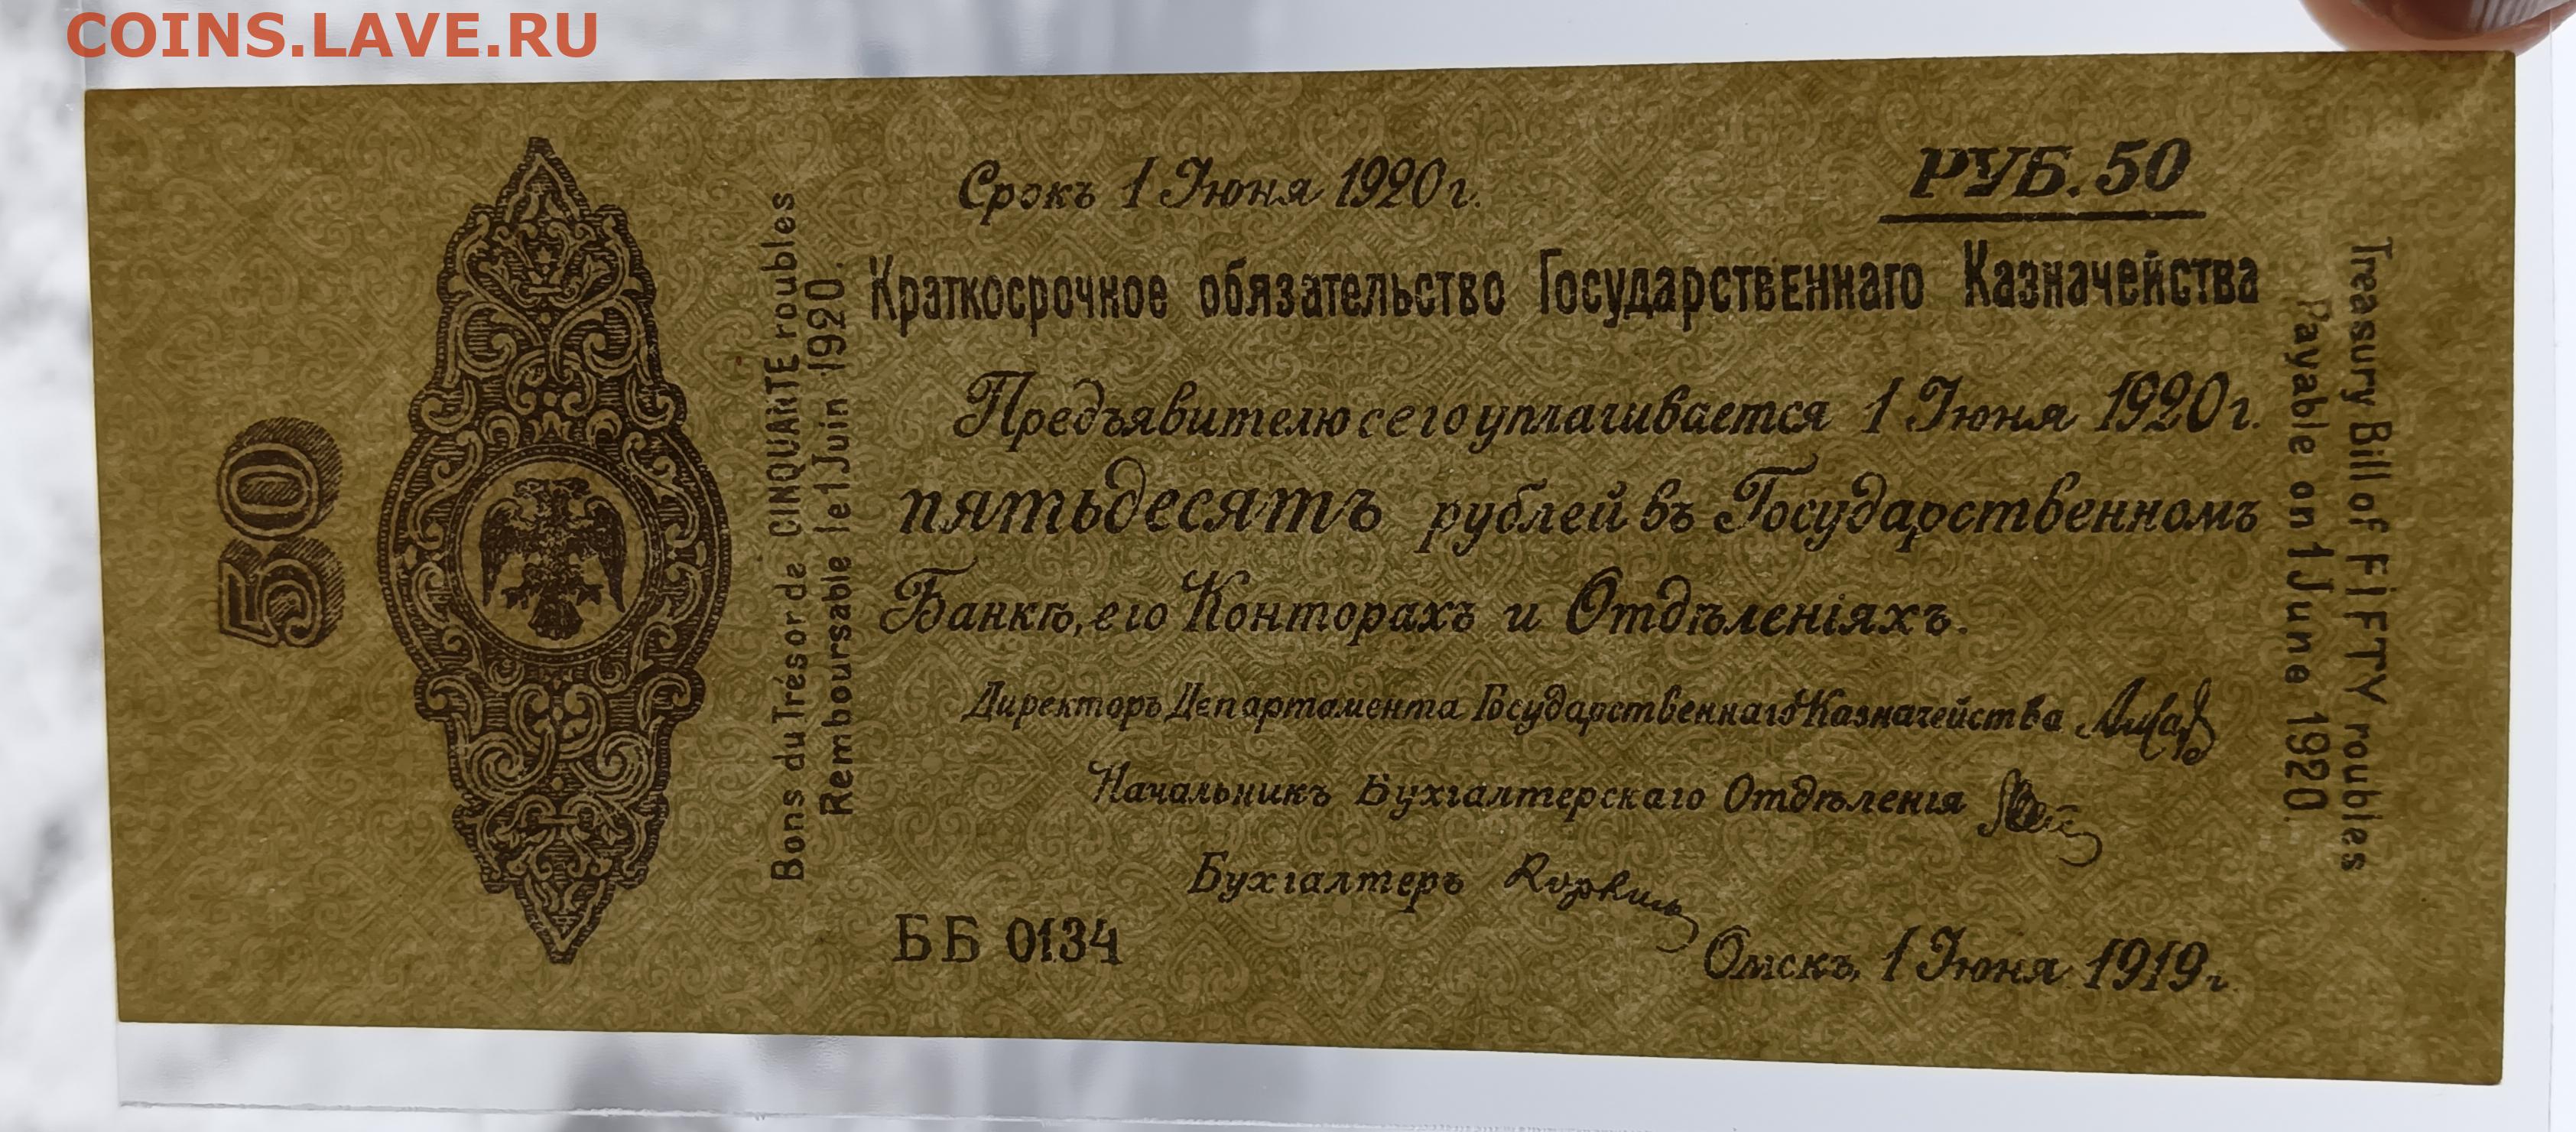 COINS.LAVE.RU
50
Bons du Trésor de CINQUANTE roubles
Remboursable le 1 Juin 1920.
Срокъ 1 Июня 1920 г.
РУБ. 50
Краткосрочное обязательство Государственнаго Казначейства
Предъявителю сего уплачивается 1 Июня 1920 г.
пятьдесятъ рублей въ Государственномъ
Банкѣ, его Конторахъ и Отдѣленіяхъ.
Директоръ Департамента Государственнаго Казначейства
Начальникъ Бухгалтерскаго Отдѣленія
Бухгалтеръ
ББ 0134
Омскъ, 1 Июня 1919 г.
Treasury Bill of FIFTY roubles
Payable on 1 June 1920.